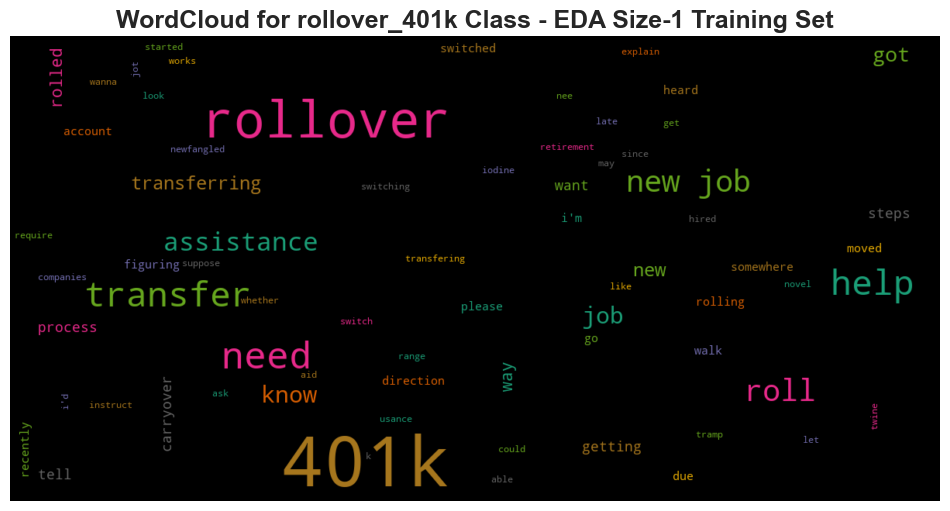 WordCloud for rollover_401k Class - EDA Size-1 Training Set
started
switched
explain
got
works
rolled
jot
wanna
look
nee
heard
rollover
account
late
get
newfangled
retirement
since
may
iodine
transferring
switching
want
new job
i'm
hired
steps
require
assistance
moved
figuring
suppose
transfering
new
somewhere
companies
transfer
whether
like
novel
help
please
rolling
process
switch
job
go
need
range
walk
aid
direction
way
i'd
instruct
carryover
ask
know
roll
usance
twine
recently
tramp
let
could
getting
tell
401k
k
able
due